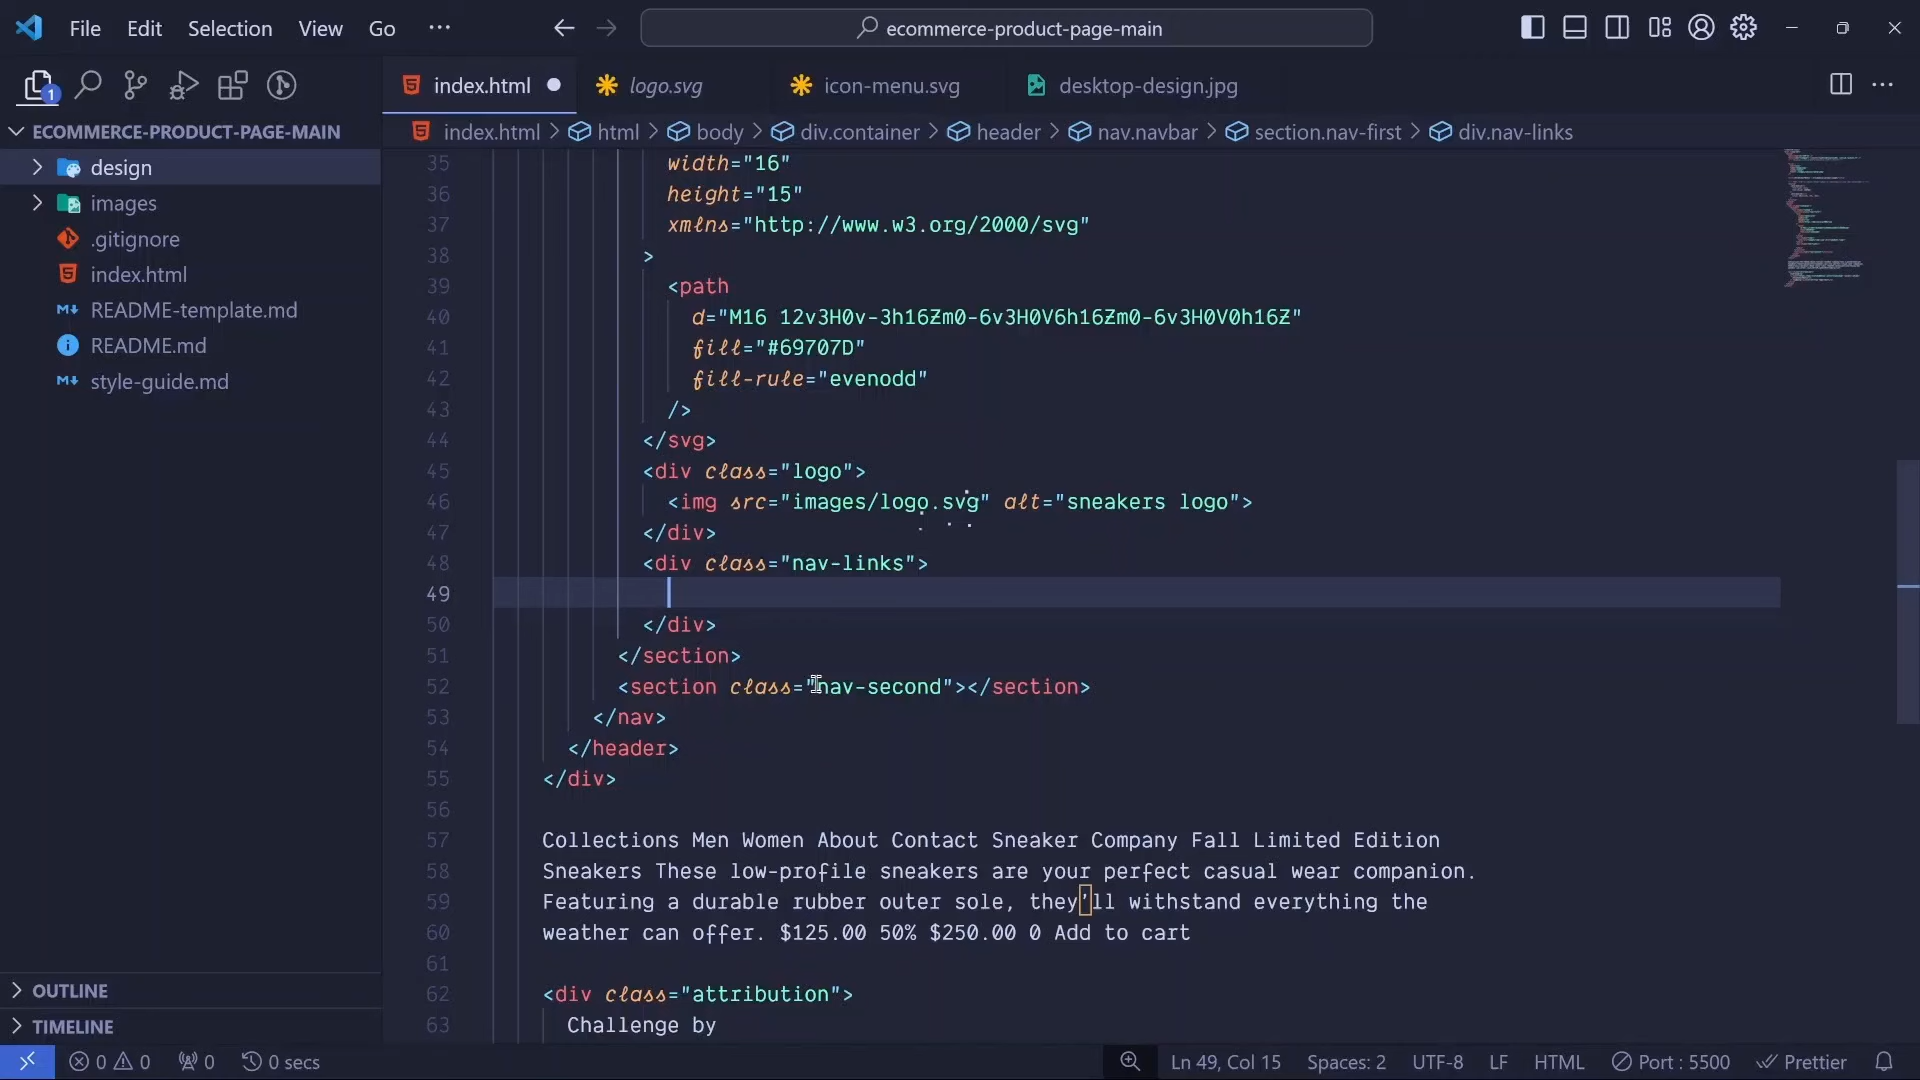 File Edit Selection View Go ··· ecommerce-product-page-main
1
index.html logo.svg icon-menu.svg desktop-design.jpg
ECOMMERCE-PRODUCT-PAGE-MAIN
design
images
.gitignore
index.html
README-template.md
README.md
style-guide.md
OUTLINE
TIMELINE
index.html > html > body > div.container > header > nav.navbar > section.nav-first > div.nav-links
35 width="16"
36 height="15"
37 xmlns="http://www.w3.org/2000/svg"
38 >
39 <path
40 d="M16 12v3H0v-3h16Zm0-6v3H0V6h16Zm0-6v3H0V0h16Z"
41 fill="#69707D"
42 fill-rule="evenodd"
43 />
44 </svg>
45 <div class="logo">
46 <img src="images/logo.svg" alt="sneakers logo">
47 </div>
48 <div class="nav-links">
49
50 </div>
51 </section>
52 <section class="nav-second"></section>
53 </nav>
54 </header>
55 </div>
56
57 Collections Men Women About Contact Sneaker Company Fall Limited Edition
58 Sneakers These low-profile sneakers are your perfect casual wear companion.
59 Featuring a durable rubber outer sole, they’ll withstand everything the
60 weather can offer. $125.00 50% $250.00 0 Add to cart
61
62 <div class="attribution">
63 Challenge by
0 0 0 0 secs Ln 49, Col 15 Spaces: 2 UTF-8 LF HTML Port : 5500 Prettier